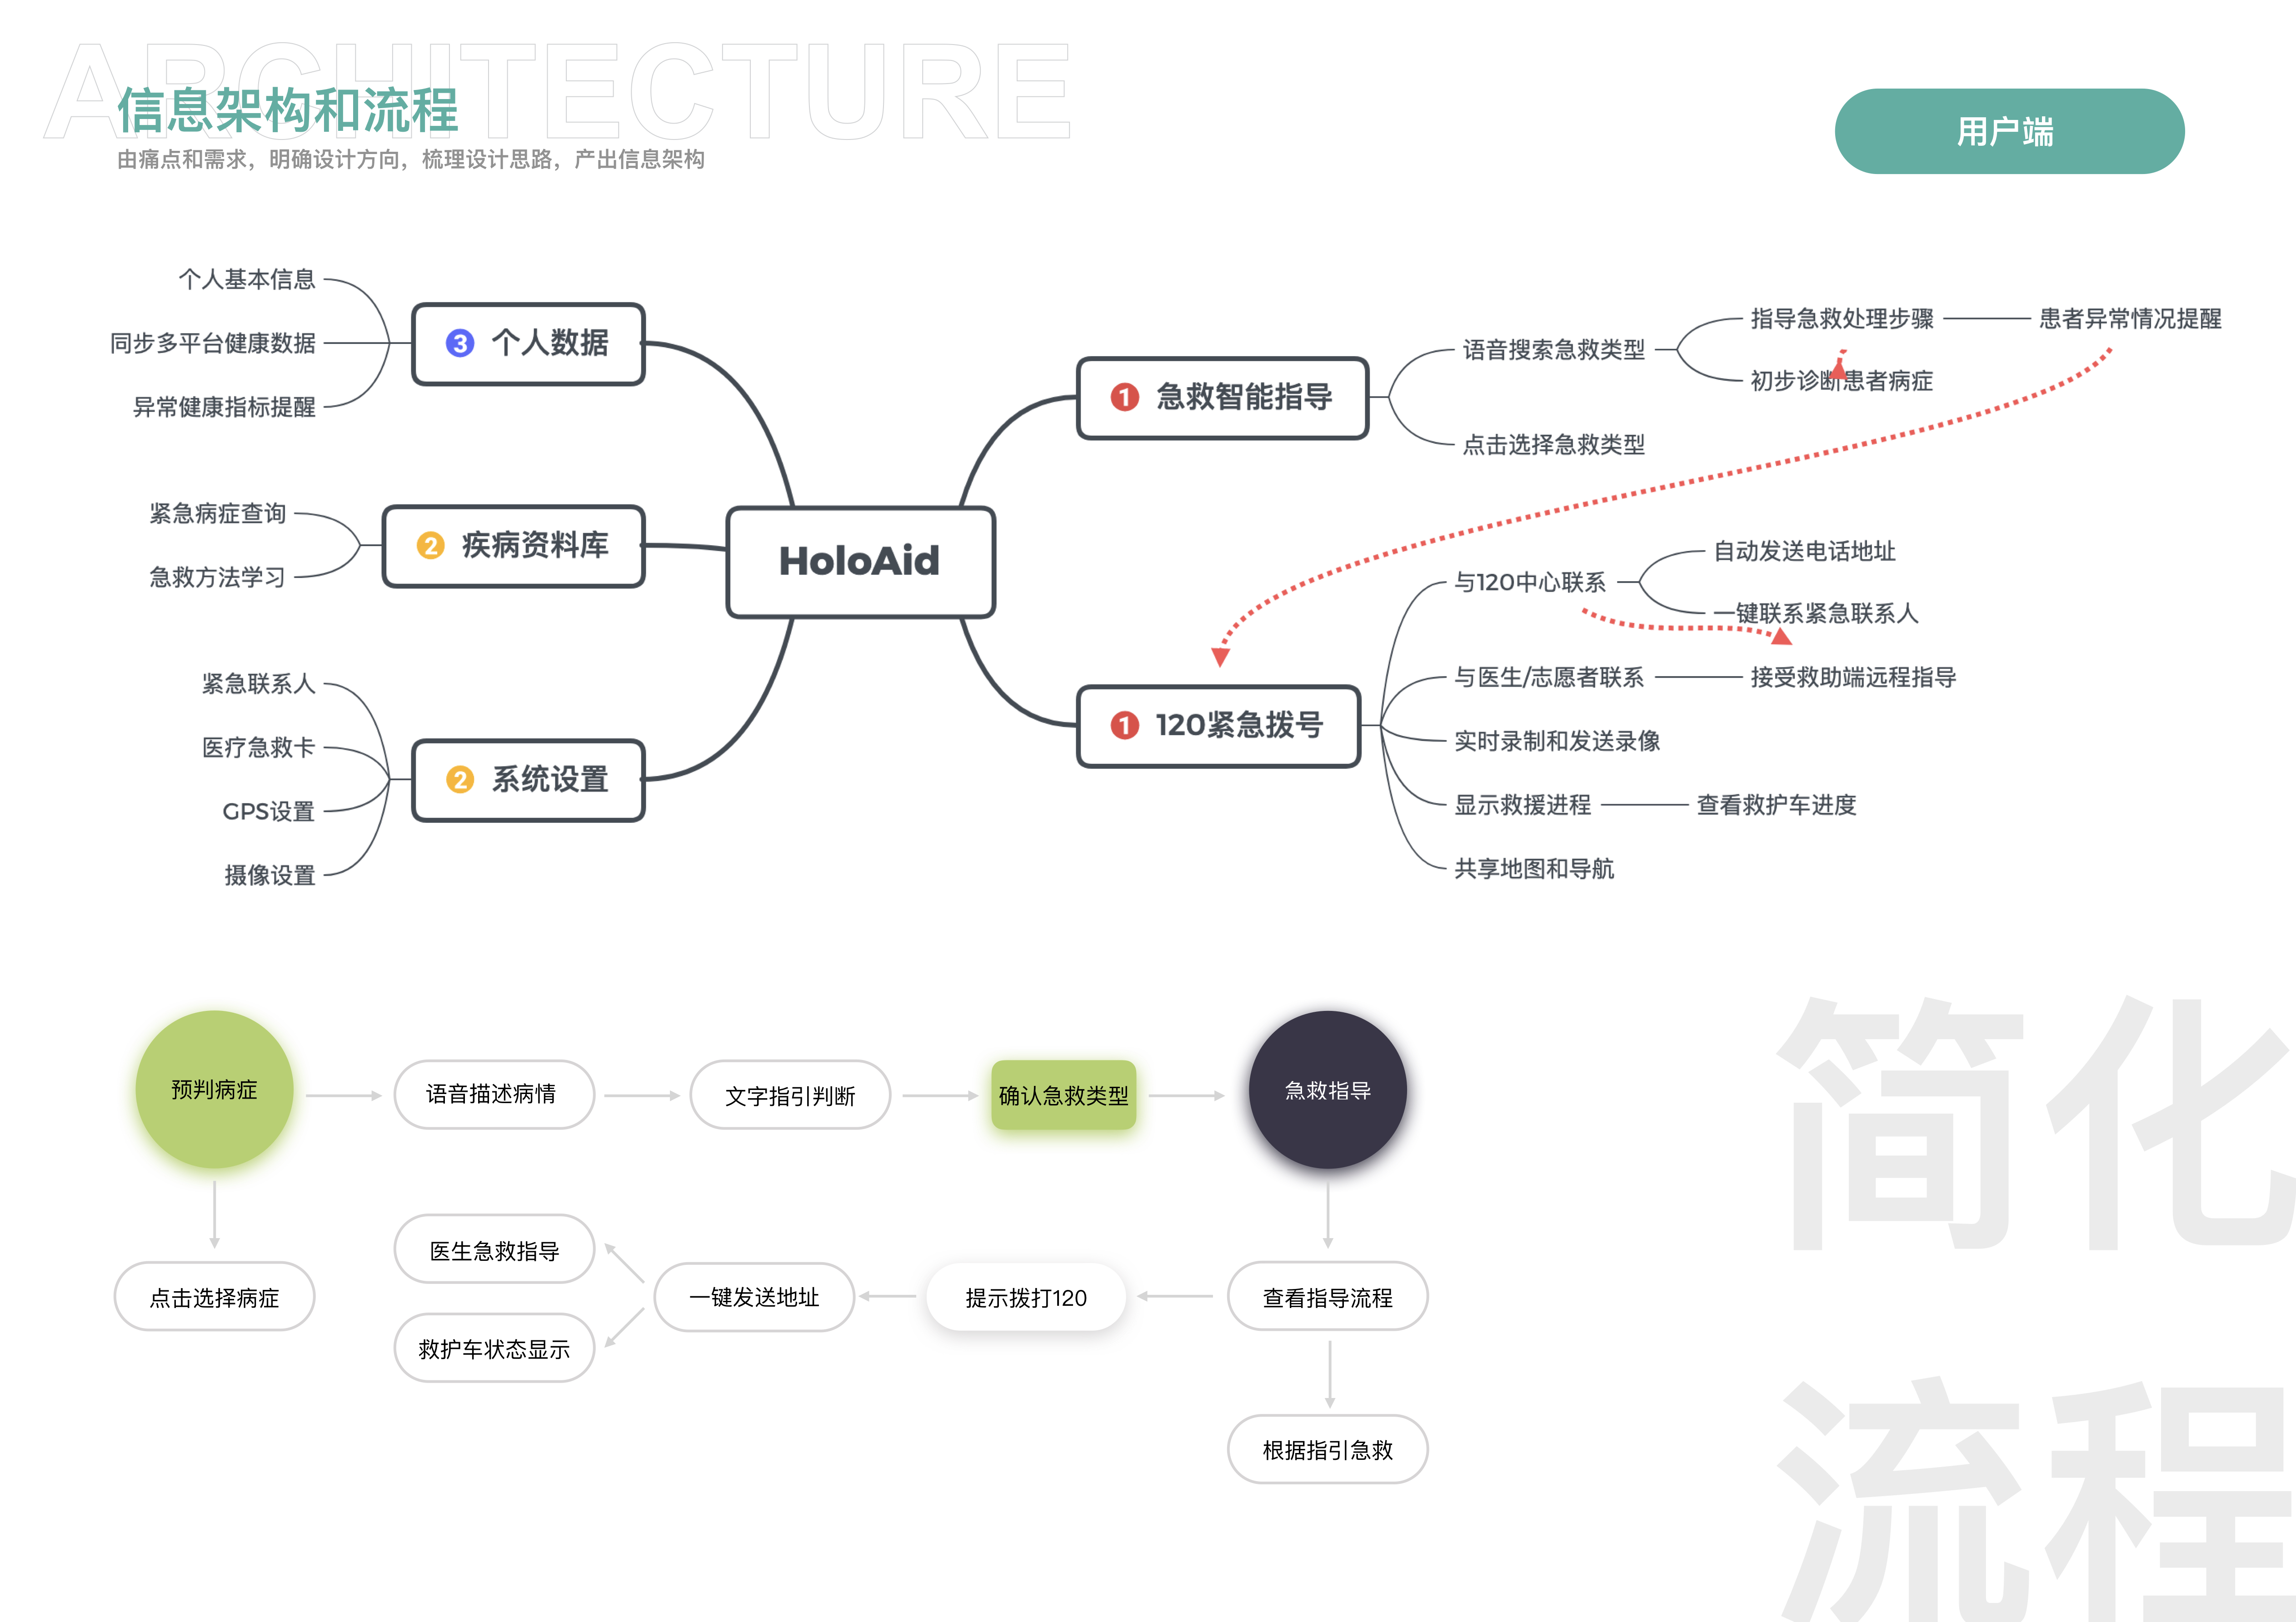 ARCHITECTURE
信息架构和流程
由痛点和需求，明确设计方向，梳理设计思路，产出信息架构
用户端
个人基本信息
同步多平台健康数据
异常健康指标提醒
3 个人数据
紧急病症查询
急救方法学习
2 疾病资料库
紧急联系人
医疗急救卡
GPS设置
摄像设置
2 系统设置
HoloAid
1 急救智能指导
语音搜索急救类型
指导急救处理步骤
患者异常情况提醒
初步诊断患者病症
点击选择急救类型
1 120紧急拨号
与120中心联系
自动发送电话地址
一键联系紧急联系人
与医生/志愿者联系
接受救助端远程指导
实时录制和发送录像
显示救援进程
查看救护车进度
共享地图和导航
预判病症
语音描述病情
文字指引判断
确认急救类型
急救指导
点击选择病症
医生急救指导
救护车状态显示
一键发送地址
提示拨打120
查看指导流程
根据指引急救
简化
流程